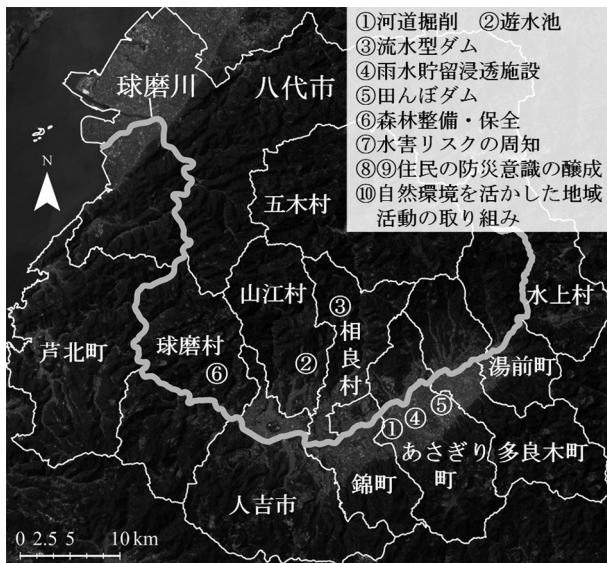 ①河道掘削　②遊水池
③流水型ダム
④雨水貯留浸透施設
⑤田んぼダム
⑥森林整備・保全
⑦水害リスクの周知
⑧⑨住民の防災意識の醸成
⑩自然環境を活かした地域
活動の取り組み
球磨川
八代市
N
五木村
山江村
水上村
③
相良村
芦北町
球磨村
②
⑥
湯前町
⑤
④
①
あさぎり町
多良木町
錦町
人吉市
0 2.5 5 10 km